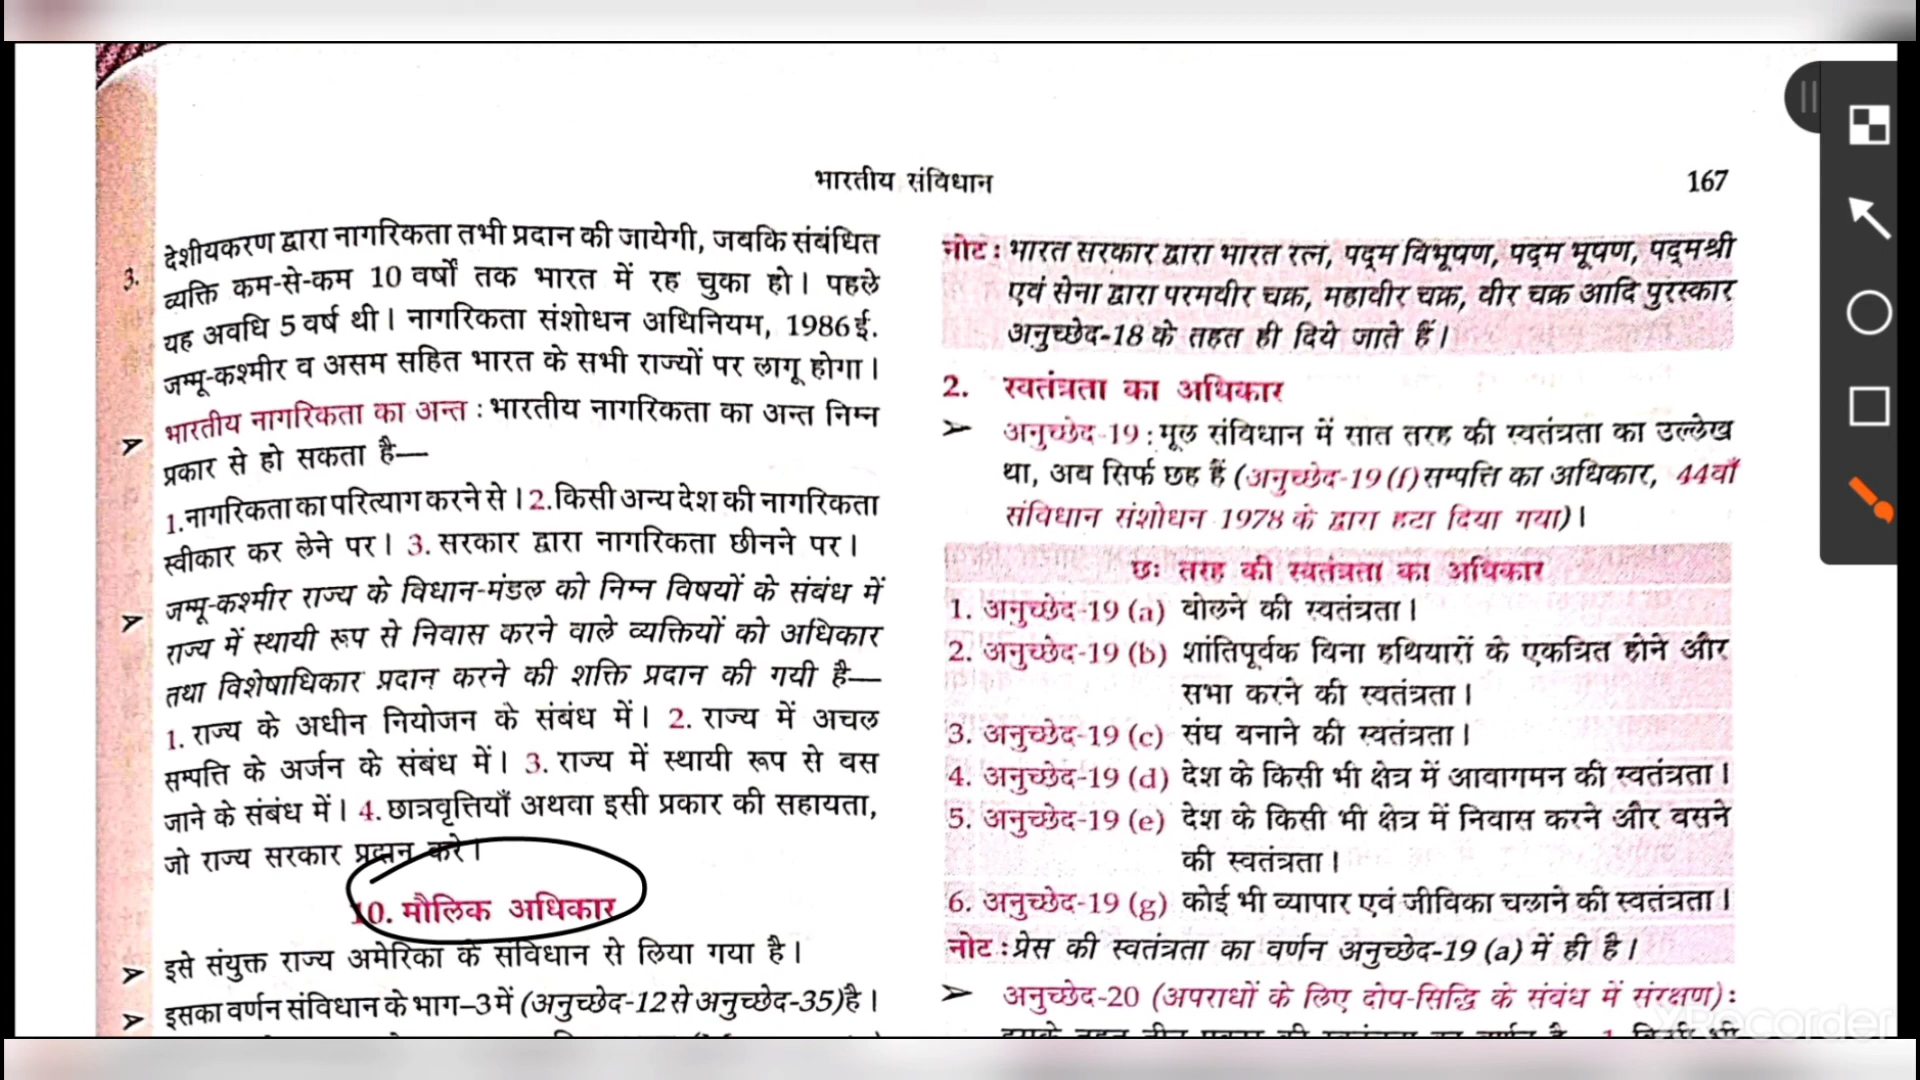 भारतीय संविधान
167
3. देशीयकरण द्वारा नागरिकता तभी प्रदान की जायेगी, जबकि संबंधित
व्यक्ति कम-से-कम 10 वर्षों तक भारत में रह चुका हो। पहले
यह अवधि 5 वर्ष थी। नागरिकता संशोधन अधिनियम, 1986 ई.
जम्मू-कश्मीर व असम सहित भारत के सभी राज्यों पर लागू होगा।
➤ भारतीय नागरिकता का अन्त : भारतीय नागरिकता का अन्त निम्न
प्रकार से हो सकता है—
1. नागरिकता का परित्याग करने से। 2. किसी अन्य देश की नागरिकता
स्वीकार कर लेने पर। 3. सरकार द्वारा नागरिकता छीनने पर।
➤ जम्मू-कश्मीर राज्य के विधान-मंडल को निम्न विषयों के संबंध में
राज्य में स्थायी रूप से निवास करने वाले व्यक्तियों को अधिकार
तथा विशेषाधिकार प्रदान करने की शक्ति प्रदान की गयी है—
1. राज्य के अधीन नियोजन के संबंध में। 2. राज्य में अचल
सम्पत्ति के अर्जन के संबंध में। 3. राज्य में स्थायी रूप से बस
जाने के संबंध में। 4. छात्रवृत्तियाँ अथवा इसी प्रकार की सहायता,
जो राज्य सरकार प्रदान करे।
10. मौलिक अधिकार
➤ इसे संयुक्त राज्य अमेरिका के संविधान से लिया गया है।
➤ इसका वर्णन संविधान के भाग-3 में (अनुच्छेद-12 से अनुच्छेद-35) है।
नोट : भारत सरकार द्वारा भारत रत्न, पद्म विभूषण, पद्म भूषण, पद्मश्री
एवं सेना द्वारा परमवीर चक्र, महावीर चक्र, वीर चक्र आदि पुरस्कार
अनुच्छेद-18 के तहत ही दिये जाते हैं।
2. स्वतंत्रता का अधिकार
➤ अनुच्छेद-19 : मूल संविधान में सात तरह की स्वतंत्रता का उल्लेख
था, अब सिर्फ छह हैं (अनुच्छेद-19 (f) सम्पत्ति का अधिकार, 44वाँ
संविधान संशोधन 1978 के द्वारा हटा दिया गया)।
छः तरह की स्वतंत्रता का अधिकार
1. अनुच्छेद-19 (a) बोलने की स्वतंत्रता।
2. अनुच्छेद-19 (b) शांतिपूर्वक बिना हथियारों के एकत्रित होने और
सभा करने की स्वतंत्रता।
3. अनुच्छेद-19 (c) संघ बनाने की स्वतंत्रता।
4. अनुच्छेद-19 (d) देश के किसी भी क्षेत्र में आवागमन की स्वतंत्रता।
5. अनुच्छेद-19 (e) देश के किसी भी क्षेत्र में निवास करने और बसने
की स्वतंत्रता।
6. अनुच्छेद-19 (g) कोई भी व्यापार एवं जीविका चलाने की स्वतंत्रता।
नोट : प्रेस की स्वतंत्रता का वर्णन अनुच्छेद-19 (a) में ही है।
➤ अनुच्छेद-20 (अपराधों के लिए दोष-सिद्धि के संबंध में संरक्षण) :
XRecorder